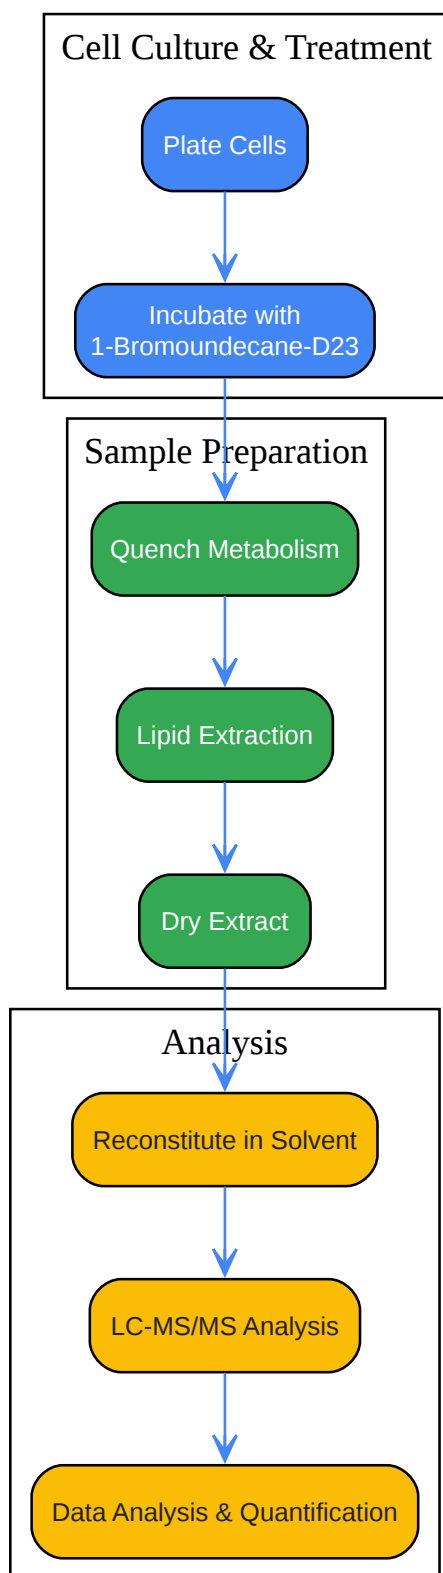 Cell Culture & Treatment
Plate Cells
Incubate with
1-Bromoundecane-D23
Sample Preparation
Quench Metabolism
Lipid Extraction
Dry Extract
Analysis
Reconstitute in Solvent
LC-MS/MS Analysis
Data Analysis & Quantification